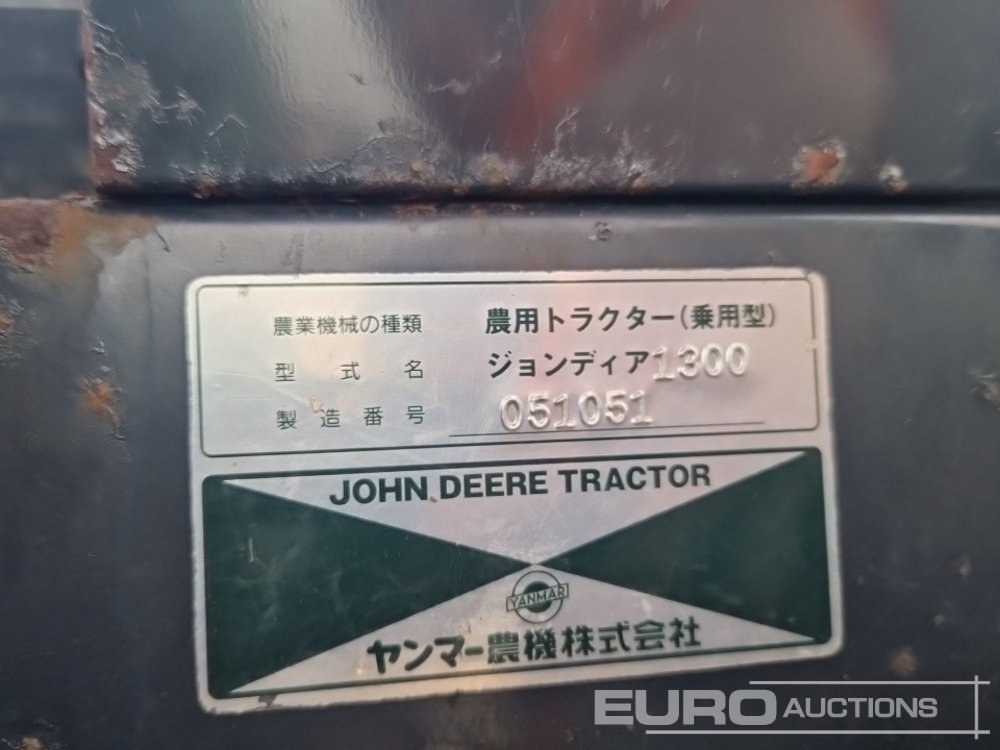 農業機械の種類 農用トラクター(乗用型)
型式名 ジョンディア1300
製造番号 051051
JOHN DEERE TRACTOR
YANMAR
ヤンマー農機株式会社
EURO AUCTIONS